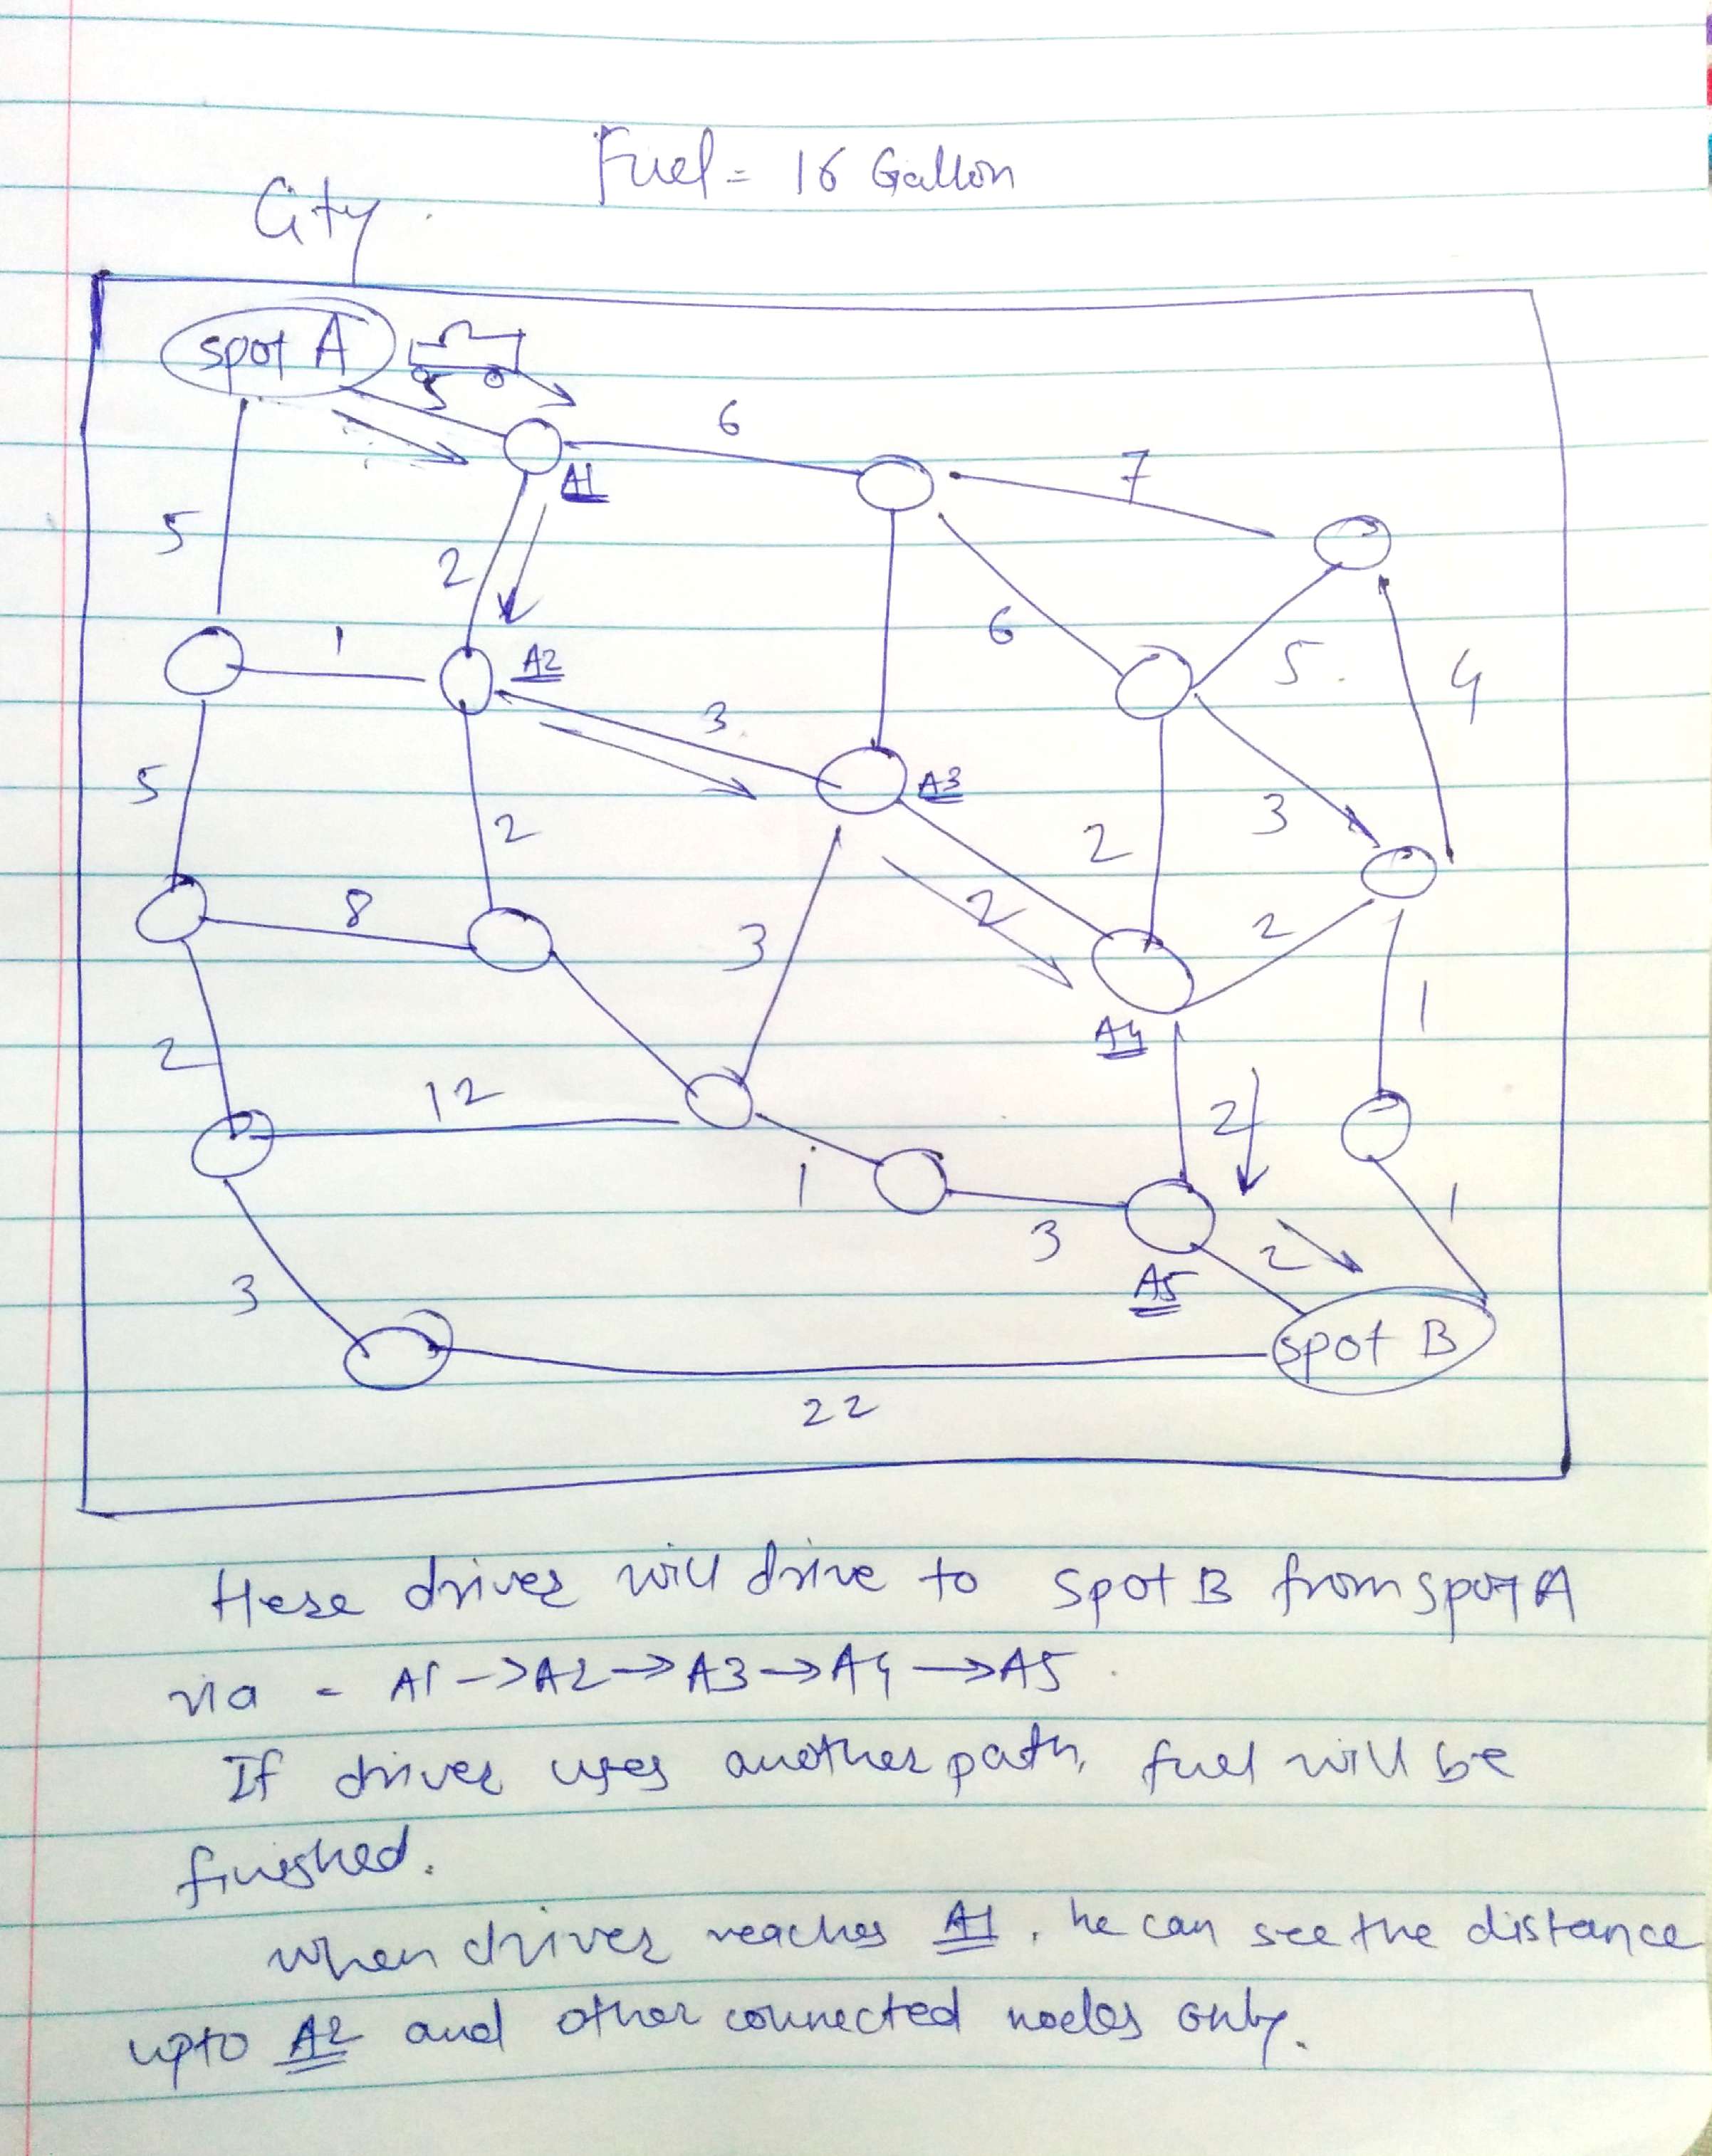 Fuel = 16 Gallon
City
spot A
5
6
A1
7
5
2
1
A2
6
5.
4
3
A3
5
2
2
3
8
3
2
2
A4
1
2
12
2
1
3
1
2
3
A5
spot B
22
Here driver will drive to spot B from spot A
via - A1 -> A2 -> A3 -> A4 -> A5
If driver uses another path, fuel will be
finished.
when driver reaches A1, he can see the distance
upto A2 and other connected nodes only.